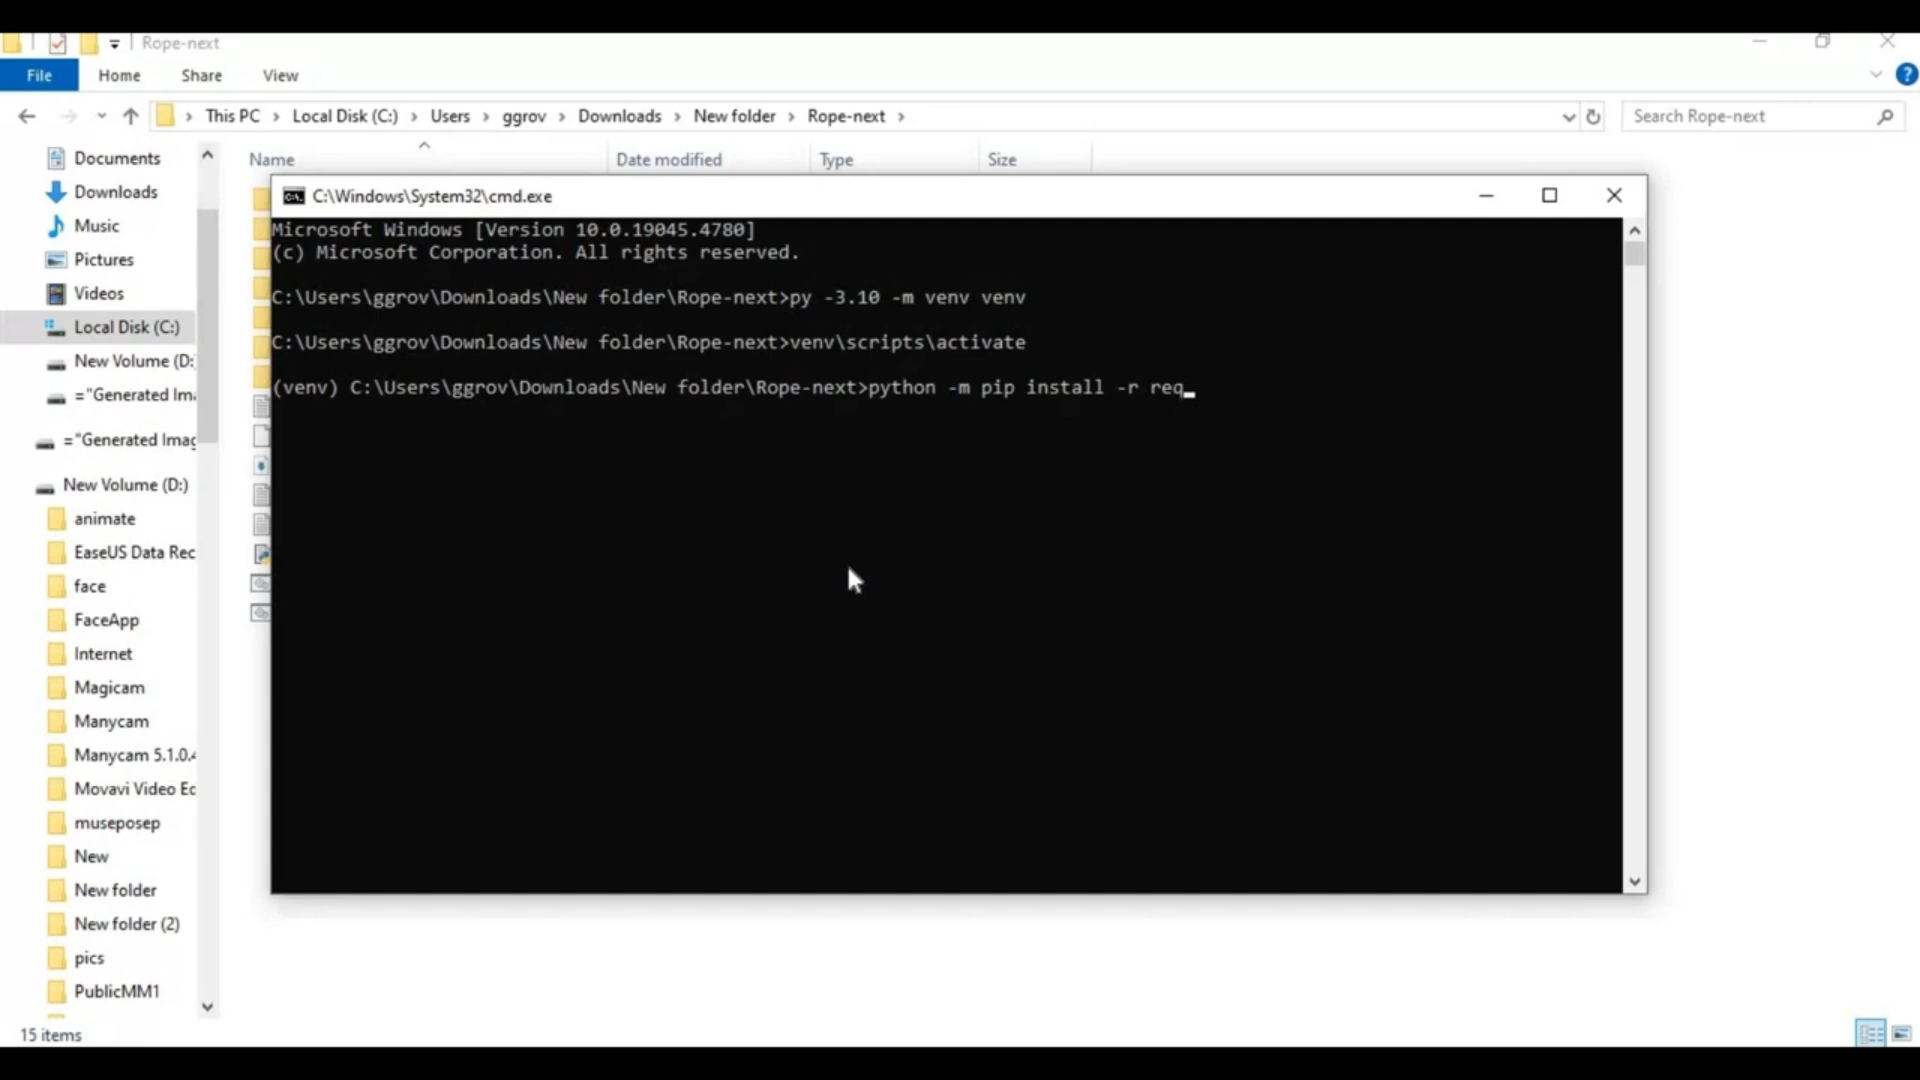 Rope-next
File Home Share View
This PC Local Disk (C:) Users ggrov Downloads New folder Rope-next
Search Rope-next
Name Date modified Type Size
Documents
Downloads
Music
Pictures
Videos
Local Disk (C:)
New Volume (D:
="Generated Ima
="Generated Imag
New Volume (D:)
animate
EaseUS Data Rec
face
FaceApp
Internet
Magicam
Manycam
Manycam 5.1.0.4
Movavi Video Ec
museposep
New
New folder
New folder (2)
pics
PublicMM1
15 items
C:\Windows\System32\cmd.exe
Microsoft Windows [Version 10.0.19045.4780]
(c) Microsoft Corporation. All rights reserved.
C:\Users\ggrov\Downloads\New folder\Rope-next>py -3.10 -m venv venv
C:\Users\ggrov\Downloads\New folder\Rope-next>venv\scripts\activate
(venv) C:\Users\ggrov\Downloads\New folder\Rope-next>python -m pip install -r req